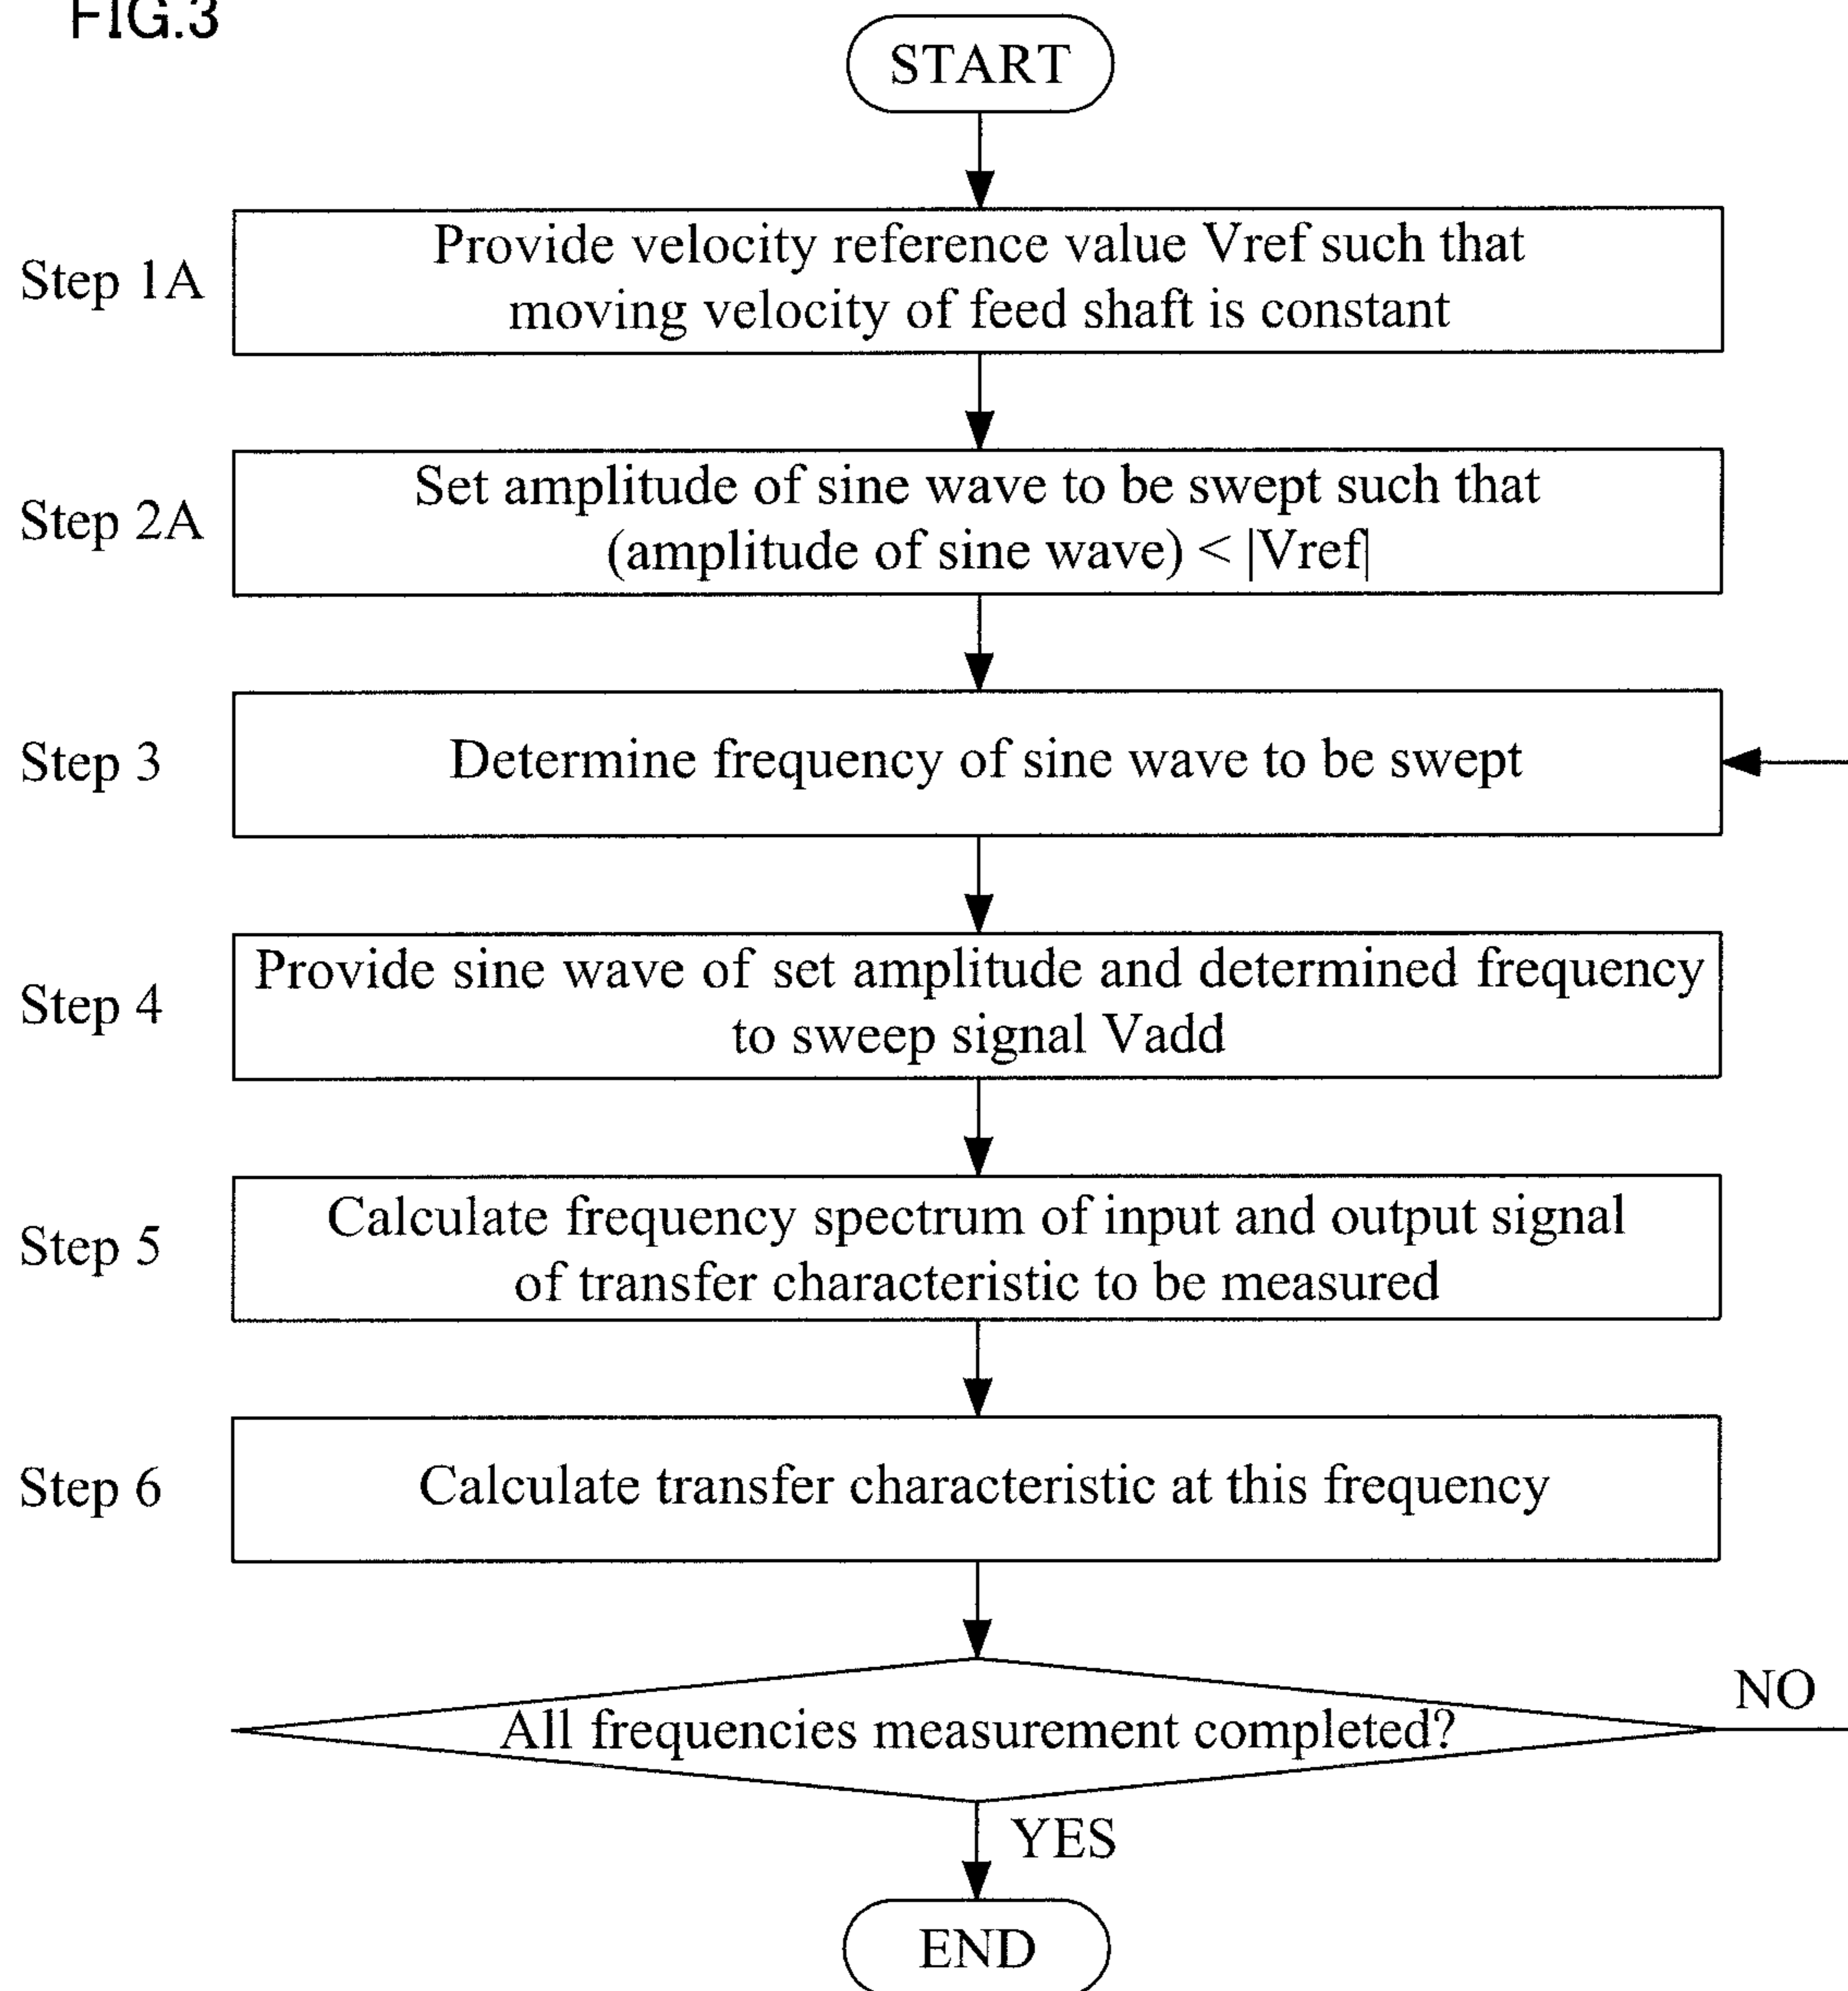 FIG.3
START
Step 1A
Provide velocity reference value Vref such that
moving velocity of feed shaft is constant
Step 2A
Set amplitude of sine wave to be swept such that
(amplitude of sine wave) < |Vref|
Step 3
Determine frequency of sine wave to be swept
Step 4
Provide sine wave of set amplitude and determined frequency
to sweep signal Vadd
Step 5
Calculate frequency spectrum of input and output signal
of transfer characteristic to be measured
Step 6
Calculate transfer characteristic at this frequency
NO
All frequencies measurement completed?
YES
END